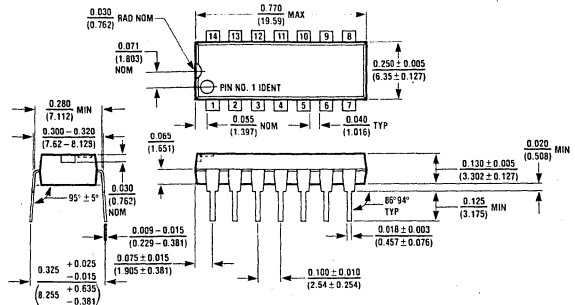 0.770
(19.59) MAX
0.030
(0.762)
RAD NOM
14 13 12 11 10 9 8
0.071
(1.803)
NOM
0.250 ± 0.005
(6.35 ± 0.127)
PIN NO. 1 IDENT
1 2 3 4 5 6 7
0.280
(7.112) MIN
0.300 – 0.320
(7.62 – 8.128)
0.065
(1.651)
0.055
(1.397) NOM
0.040
(1.016) TYP
0.020
(0.508) MIN
0.130 ± 0.005
(3.302 ± 0.127)
0.030
(0.762)
NOM
95° ± 5°
86°94°
TYP
0.125
(3.175) MIN
0.009 – 0.015
(0.229 – 0.381)
0.018 ± 0.003
(0.457 ± 0.076)
0.075 ± 0.015
(1.905 ± 0.381)
0.100 ± 0.010
(2.54 ± 0.254)
0.325 +0.025
–0.015
(8.255 +0.635
–0.381)